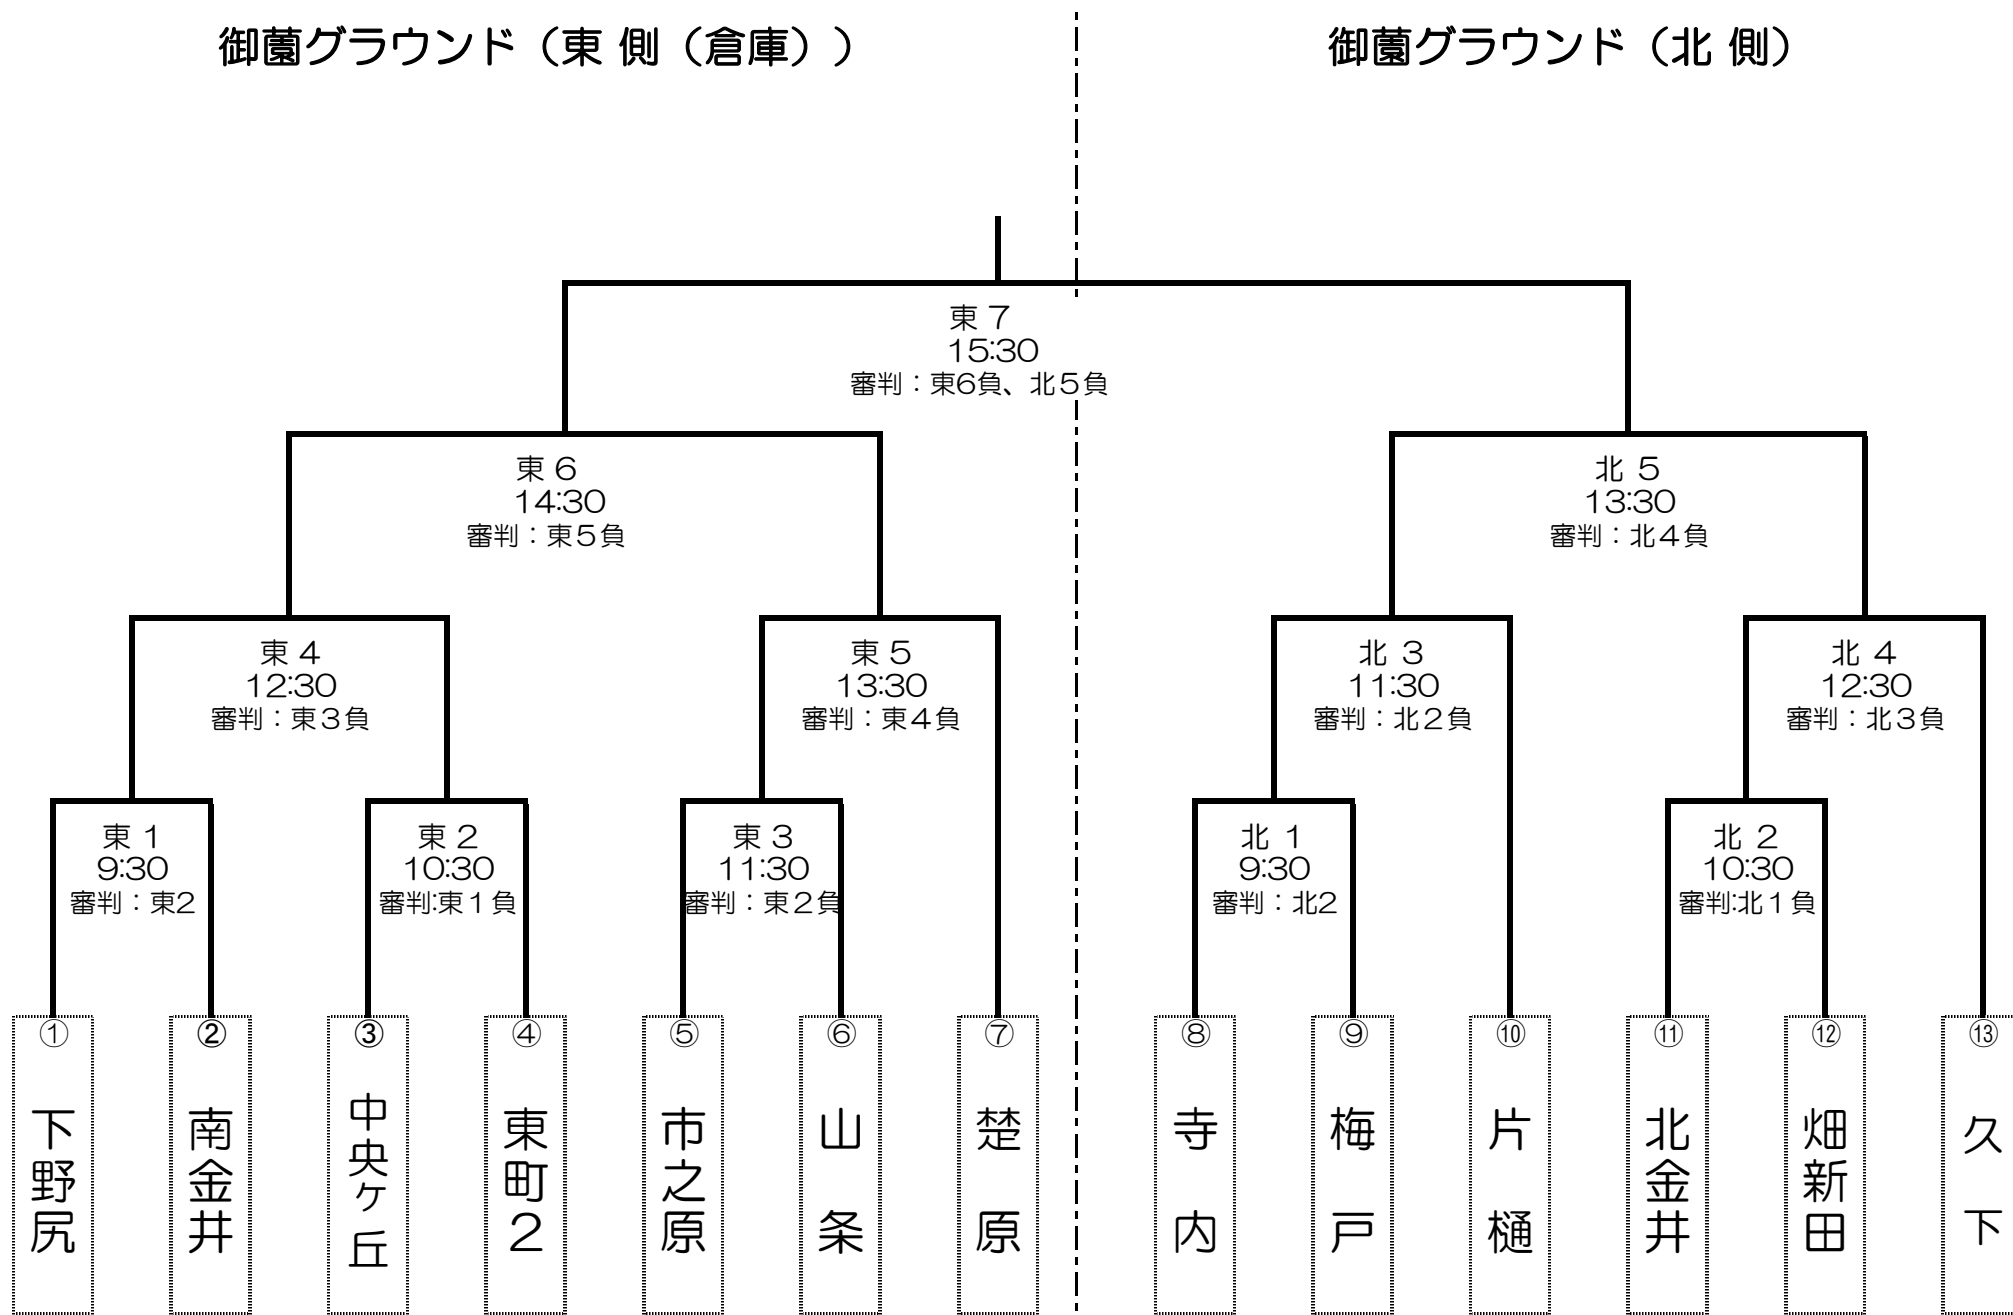 御薗グラウンド（東 側（倉庫））
御薗グラウンド（北 側）
東 7
15:30
審判：東6負、北５負
東 6
14:30
審判：東５負
北 5
13:30
審判：北４負
東 4
12:30
審判：東３負
東 5
13:30
審判：東４負
北 3
11:30
審判：北２負
北 4
12:30
審判：北３負
東 1
9:30
審判：東2
東 2
10:30
審判:東１負
東 3
11:30
審判：東２負
北 1
9:30
審判：北2
北 2
10:30
審判:北１負
①
下野尻
②
南金井
③
中央ヶ丘
④
東町２
⑤
市之原
⑥
山条
⑦
楚原
⑧
寺内
⑨
梅戸
⑩
片樋
⑪
北金井
⑫
畑新田
⑬
久下